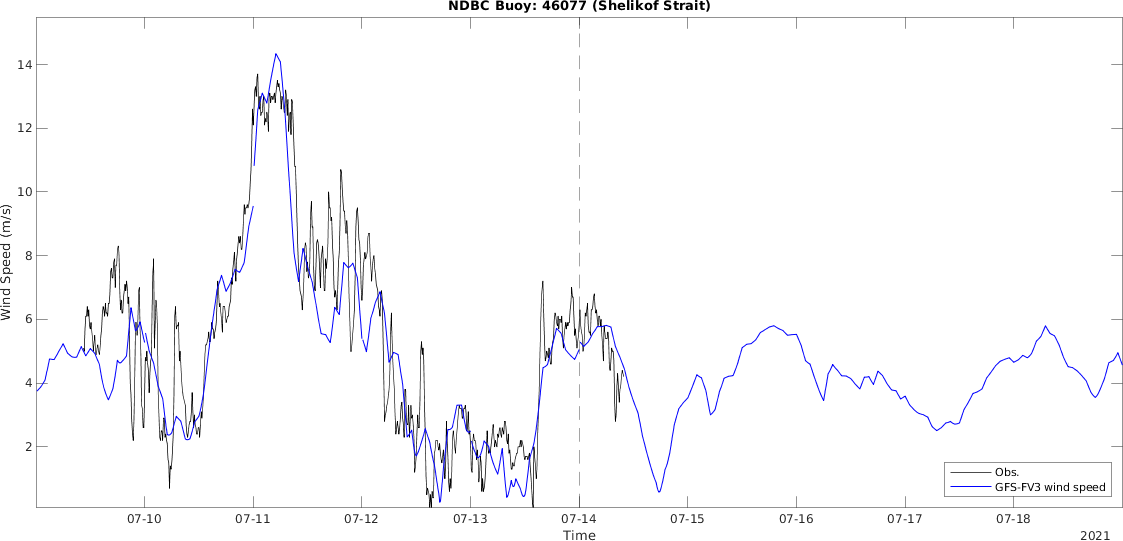 NDBC Buoy: 46077 (Shelikof Strait)
Wind Speed (m/s)
14
12
10
8
6
4
2
Obs.
GFS-FV3 wind speed
07-10 07-11 07-12 07-13 07-14 07-15 07-16 07-17 07-18
Time
2021